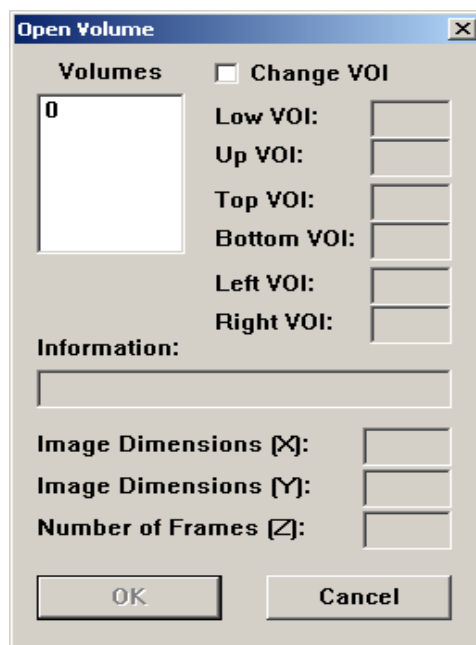 Open Volume
Volumes
Change VOI
0
Low VOI:
Up VOI:
Top VOI:
Bottom VOI:
Left VOI:
Right VOI:
Information:
Image Dimensions (X):
Image Dimensions (Y):
Number of Frames (Z):
OK
Cancel